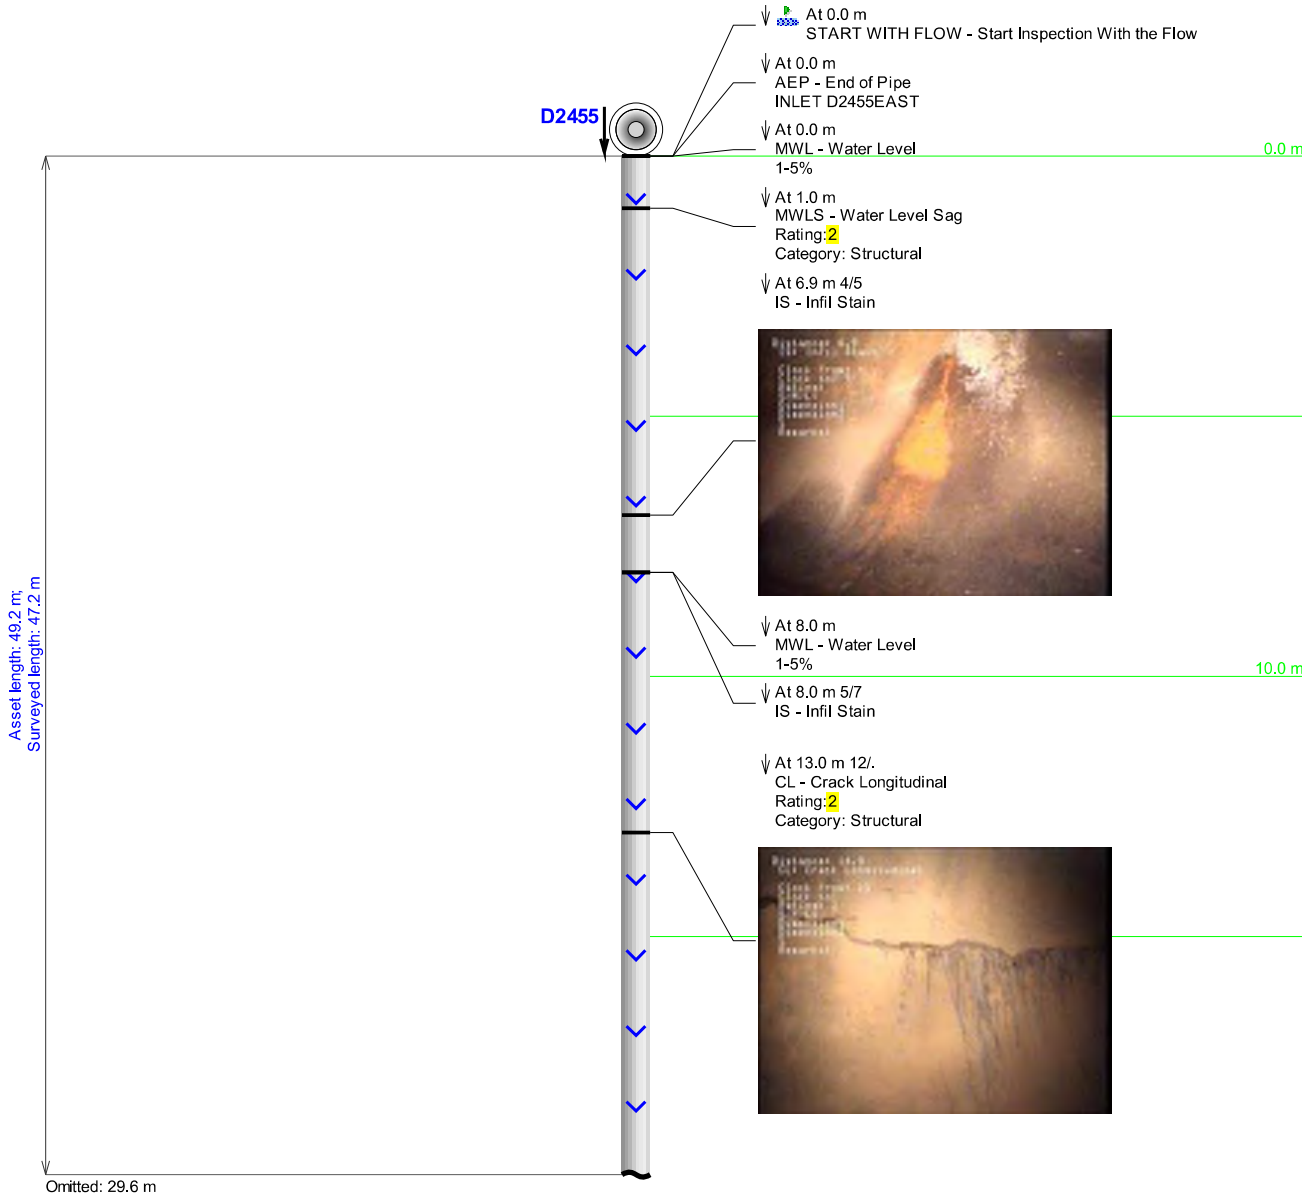 At 0.0 m
START WITH FLOW - Start Inspection With the Flow
At 0.0 m
AEP - End of Pipe
INLET D2455EAST
D2455
At 0.0 m
MWL - Water Level
1-5%
0.0 m
At 1.0 m
MWLS - Water Level Sag
Rating:2
Category: Structural
At 6.9 m 4/5
IS - Infil Stain
Asset length: 49.2 m;
Surveyed length: 47.2 m
At 8.0 m
MWL - Water Level
1-5%
10.0 m
At 8.0 m 5/7
IS - Infil Stain
At 13.0 m 12/.
CL - Crack Longitudinal
Rating:2
Category: Structural
Omitted: 29.6 m